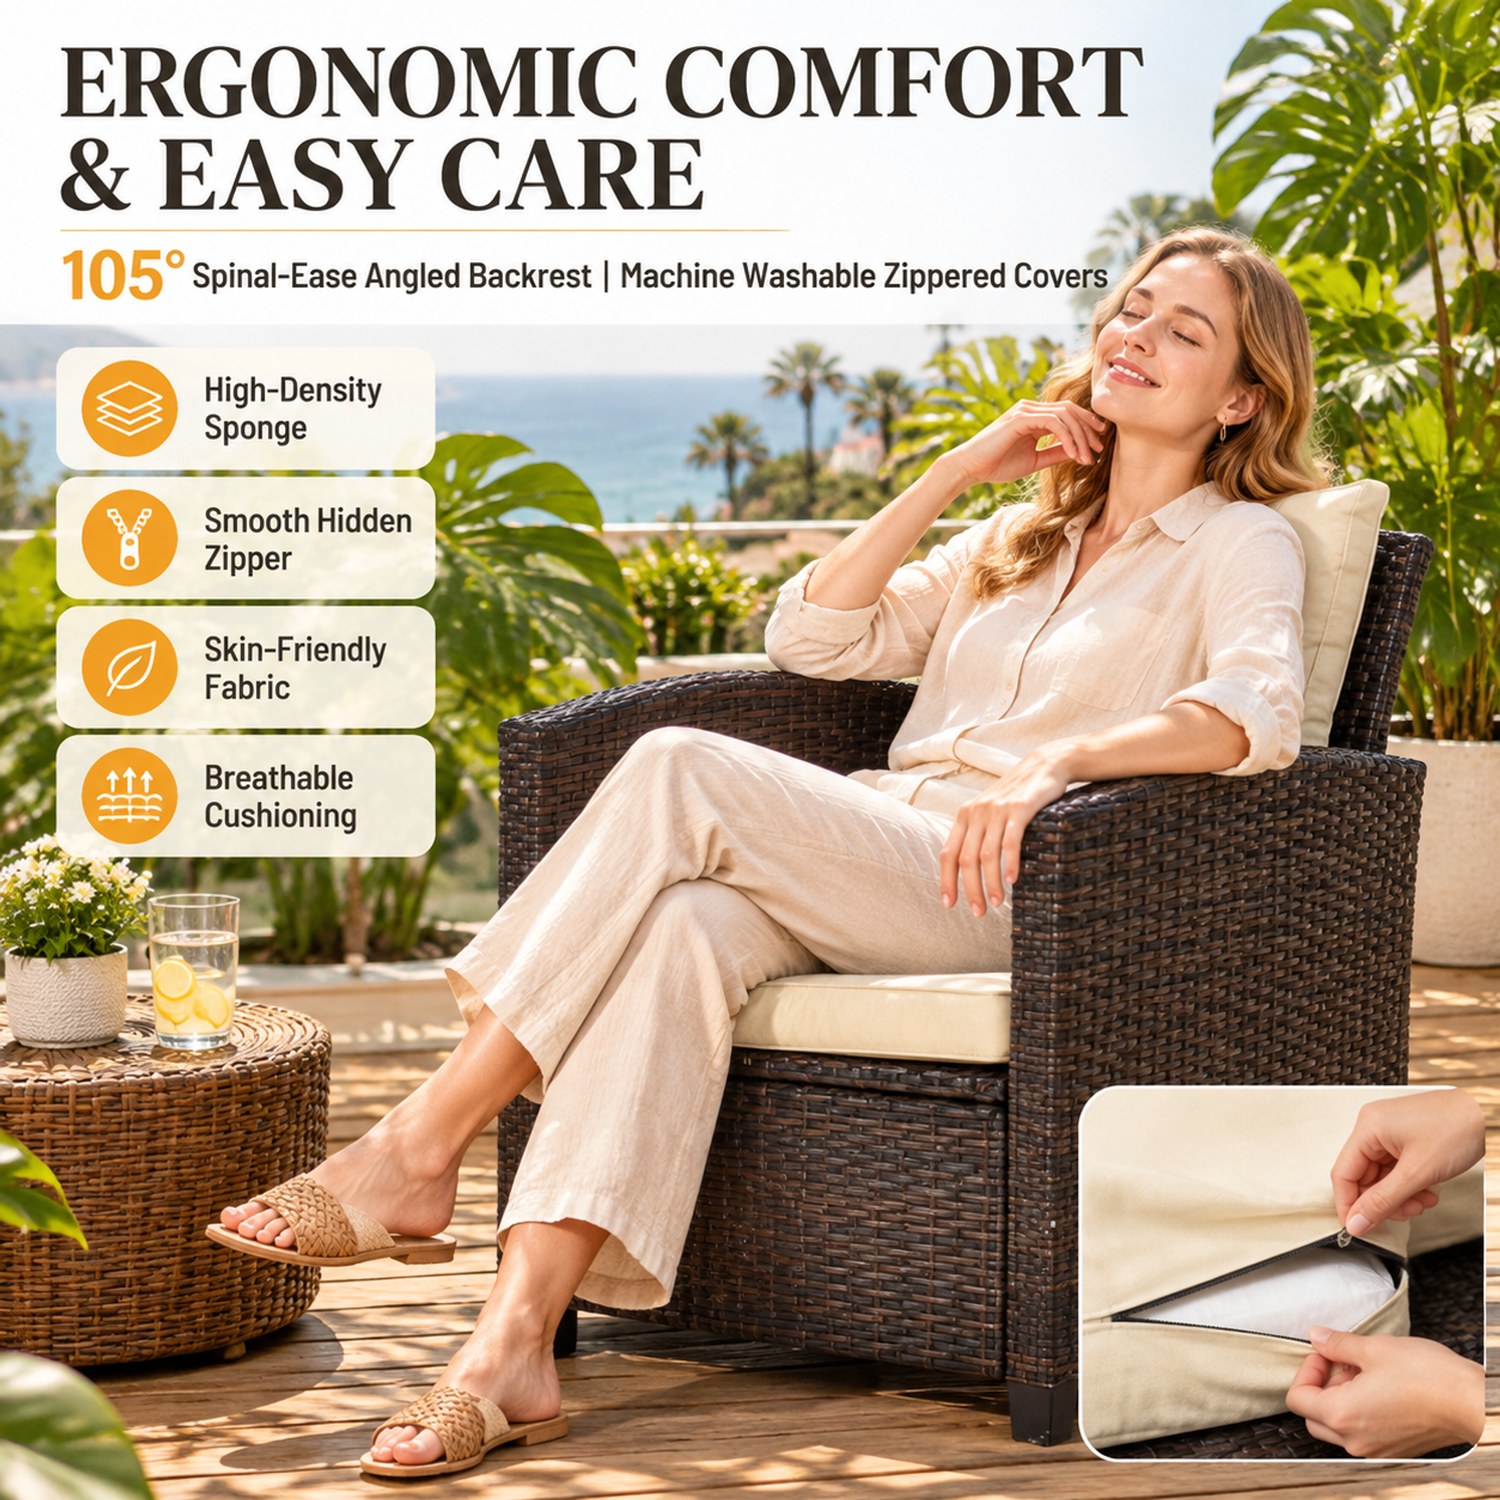 ERGONOMIC COMFORT
& EASY CARE
105° Spinal-Ease Angled Backrest | Machine Washable Zippered Covers
High-Density
Sponge
Smooth Hidden
Zipper
Skin-Friendly
Fabric
Breathable
Cushioning